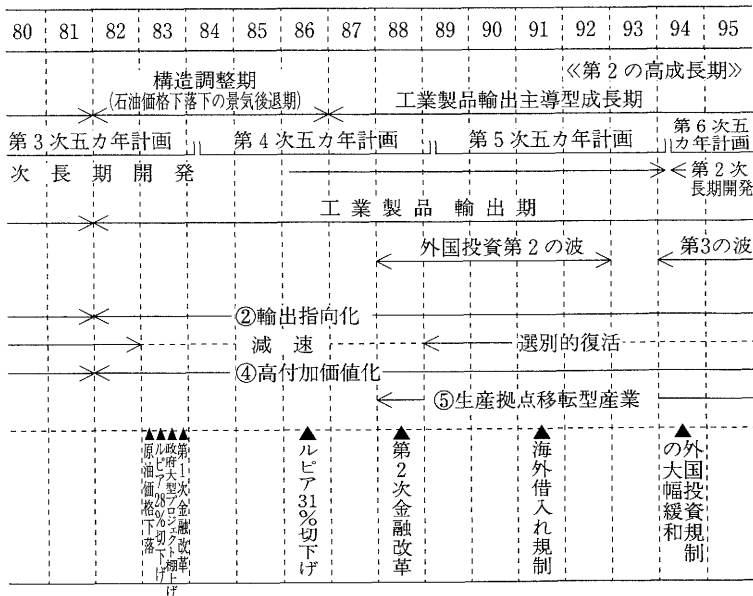 80 81 82 83 84 85 86 87 88 89 90 91 92 93 94 95
構造調整期
(石油価格下落下の景気後退期)
≪第2の高成長期≫
工業製品輸出主導型成長期
第3次五カ年計画 第4次五カ年計画 第5次五カ年計画 第6次五カ年計画
次長期開発 第2次長期開発
工業製品輸出期
外国投資第2の波 第3の波
②輸出指向化
減速 選別的復活
④高付加価値化
⑤生産拠点移転型産業
▲原油価格下落
▲ルピア28%切下げ
▲政府大型プロジェクト棚上げ
▲第1次金融改革
▲ルピア31%切下げ
▲第2次金融改革
▲海外借入れ規制
▲外国投資規制の大幅緩和